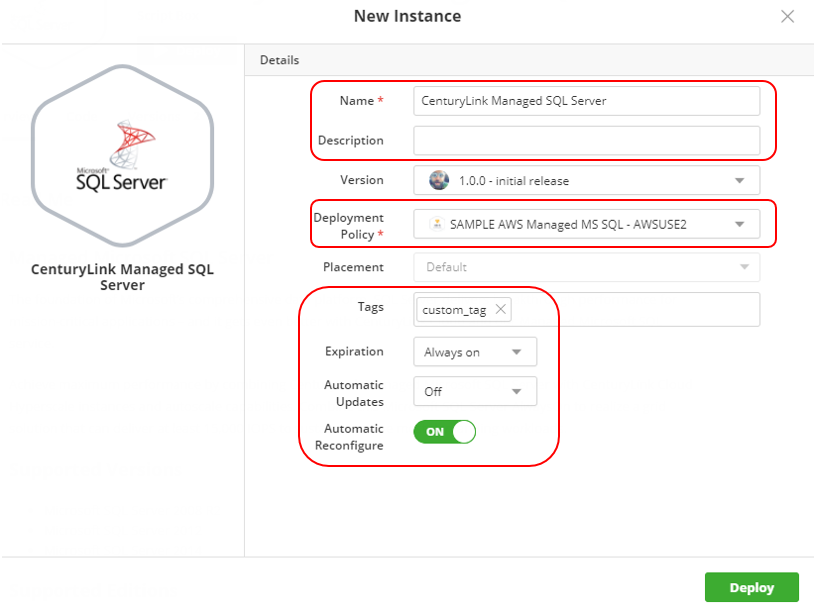 New Instance
Details
Microsoft
SQL Server
CenturyLink Managed SQL
Server
Name *
CenturyLink Managed SQL Server
Description
Version
1.0.0 - initial release
Deployment
Policy *
SAMPLE AWS Managed MS SQL - AWSUSE2
Placement
Default
Tags
custom_tag
Expiration
Always on
Automatic
Updates
Off
Automatic
Reconfigure
ON
Deploy